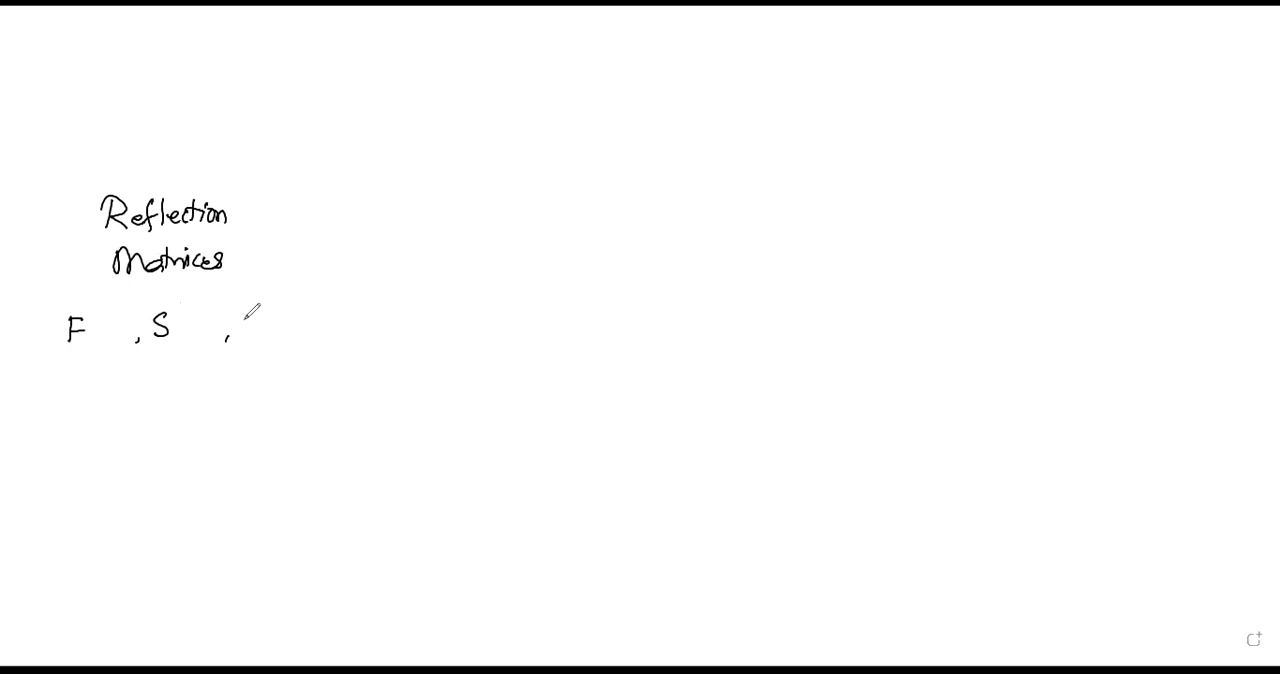 Reflection
Matrices
F , S ,